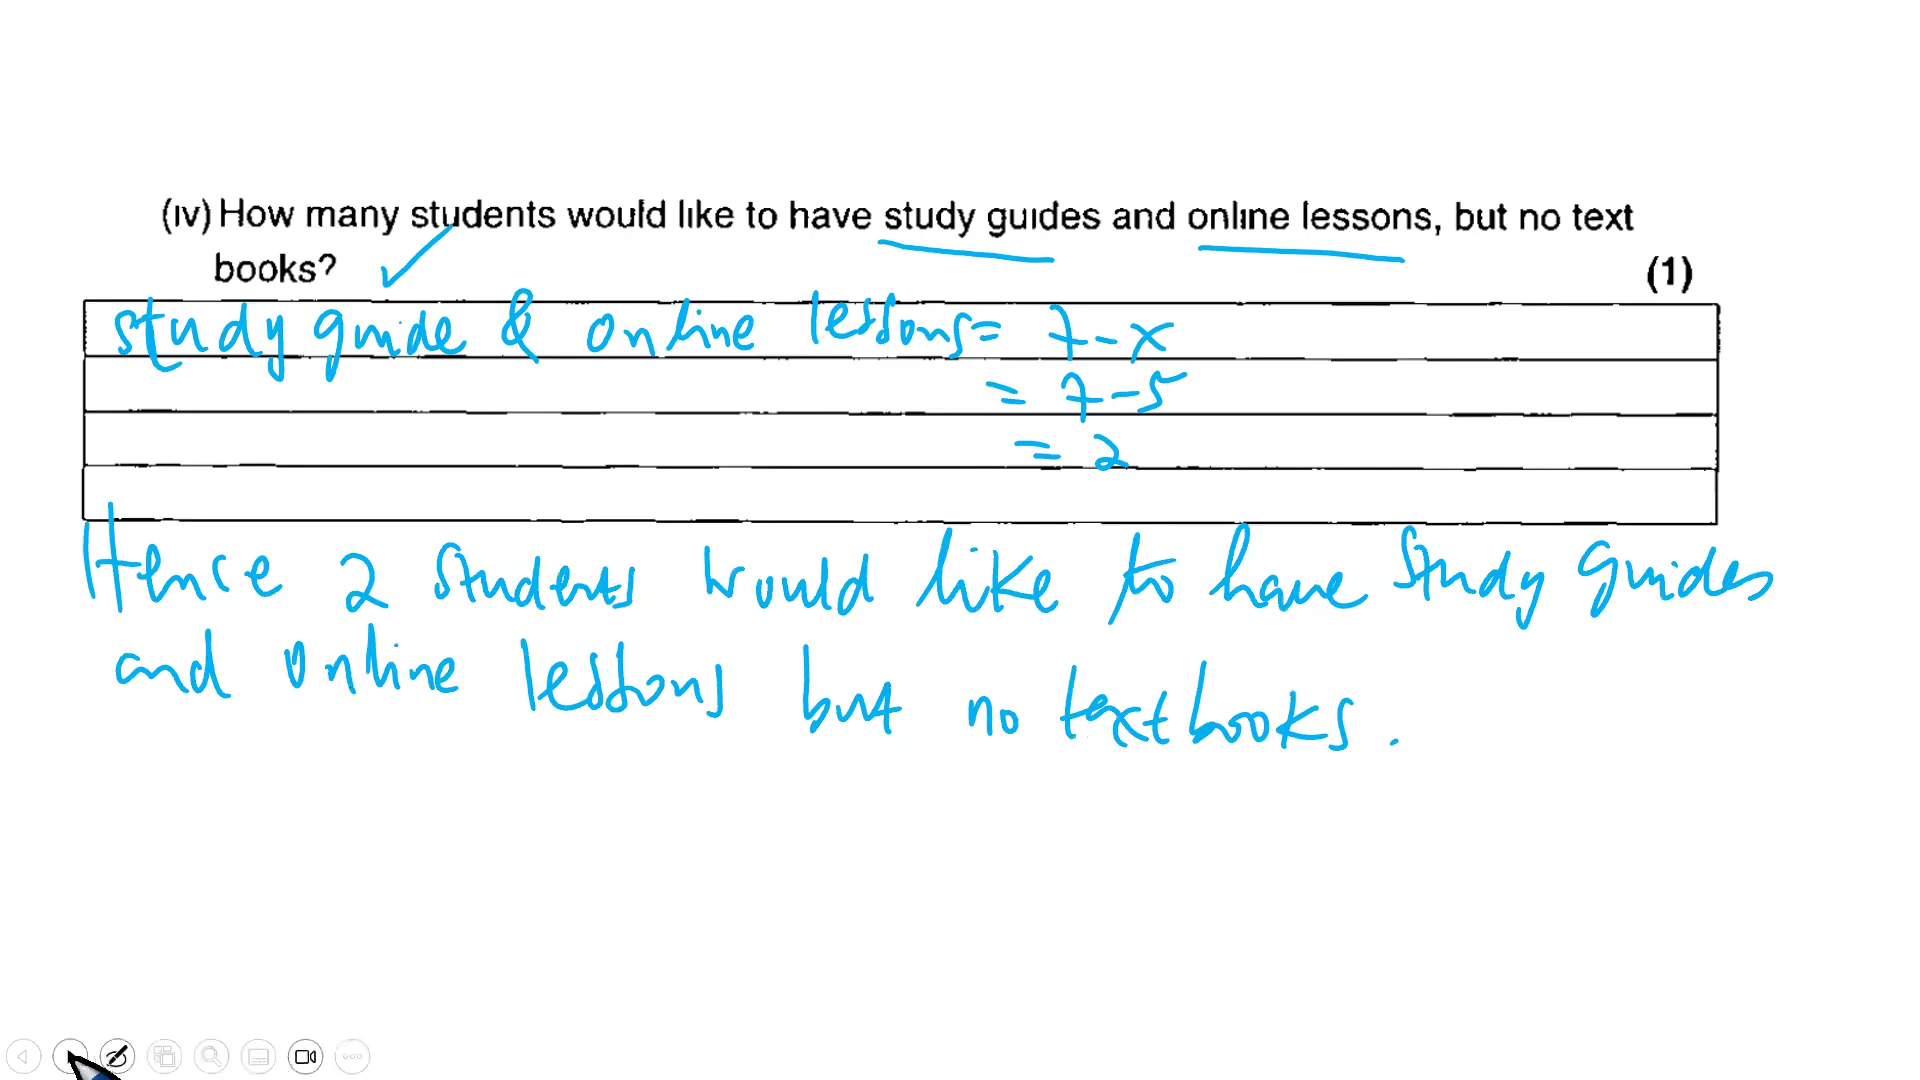 (iv) How many students would like to have study guides and online lessons, but no text
books? (1)
study guide & online lessons = 7 - x
= 7 - 5
= 2
Hence 2 students would like to have study guides
and online lessons but no textbooks.